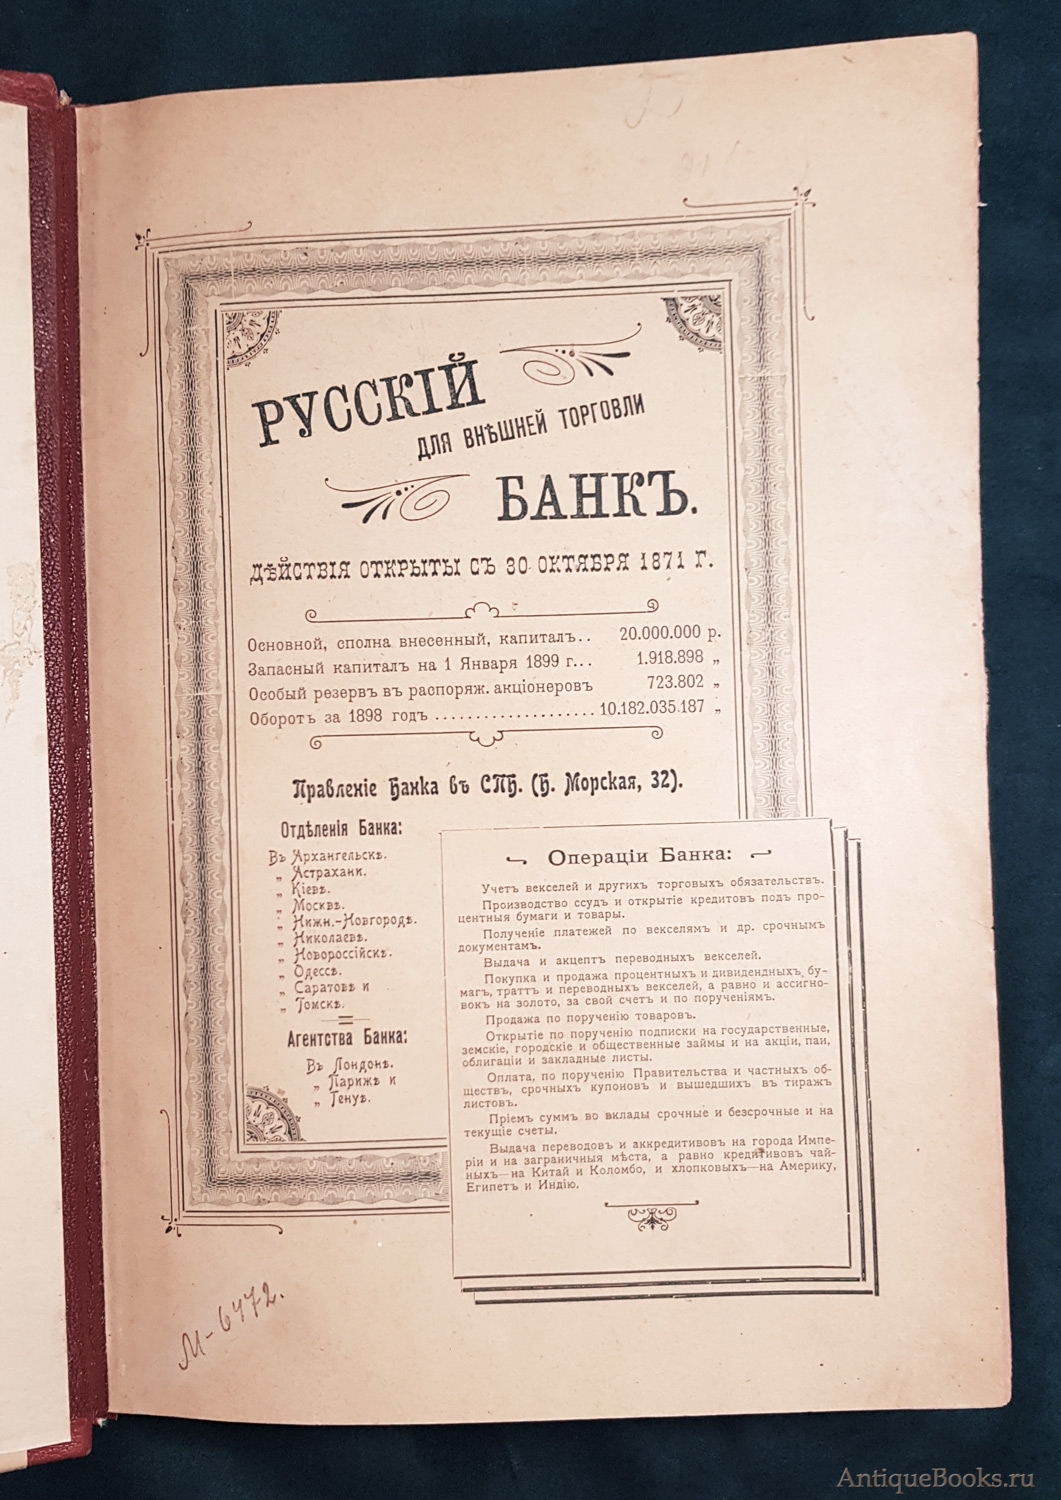 РУССКІЙ
ДЛЯ ВНѢШНЕЙ ТОРГОВЛИ
БАНКЪ.
ДѢЙСТВІЯ ОТКРЫТЫ СЪ 30 ОКТЯБРЯ 1871 Г.
Основной, сполна внесенный, капиталъ.. 20.000.000 р.
Запасный капиталъ на 1 Января 1899 г... 1.918.898 „
Особый резервъ въ распоряж. акціонеровъ 723.802 „
Оборотъ за 1898 годъ .................... 10.182.035.187 „
Правленіе Банка въ СПБ. (Б. Морская, 32).
Отдѣленія Банка:
Въ Архангельскѣ.
„ Астрахани.
„ Кіевѣ.
„ Москвѣ.
„ Нижн.-Новгородѣ.
„ Николаевѣ.
„ Новороссійскѣ.
„ Одессѣ.
„ Саратовѣ и
„ Томскѣ.
Агентства Банка:
Въ Лондонѣ.
„ Парижѣ и
„ Генуѣ.
Операціи Банка:
Учетъ векселей и другихъ торговыхъ обязательствъ.
Производство ссудъ и открытіе кредитовъ подъ про-
центныя бумаги и товары.
Полученіе платежей по векселямъ и др. срочнымъ
документамъ.
Выдача и акцептъ переводныхъ векселей.
Покупка и продажа процентныхъ и дивидендныхъ бу-
магъ, траттъ и переводныхъ векселей, а равно и ассигно-
вокъ на золото, за свой счетъ и по порученіямъ.
Продажа по порученію товаровъ.
Открытіе по порученію подписки на государственные,
земскіе, городскіе и общественные займы и на акціи, паи,
облигаціи и закладные листы.
Оплата, по порученію Правительства и частныхъ об-
ществъ, срочныхъ купоновъ и вышедшихъ въ тиражъ
листовъ.
Пріемъ суммъ во вклады срочные и безсрочные и на
текущіе счеты.
Выдача переводовъ и аккредитивовъ на города Импе-
ріи и на заграничныя мѣста, а равно кредитивовъ чай-
ныхъ—на Китай и Коломбо, и хлопковыхъ—на Америку,
Египетъ и Индію.
М-6472.
AntiqueBooks.ru